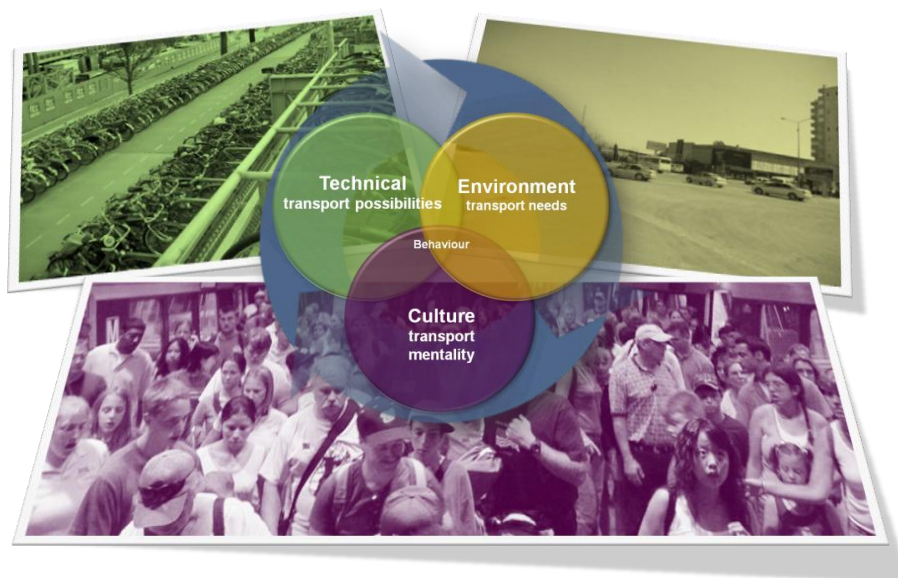 Technical
transport possibilities
Environment
transport needs
Behaviour
Culture
transport
mentality